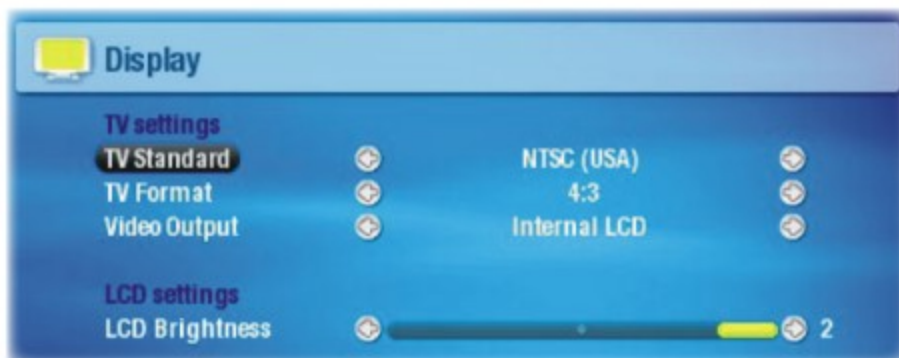 Display
TV settings
TV Standard NTSC (USA)
TV Format 4:3
Video Output Internal LCD
LCD settings
LCD Brightness 2